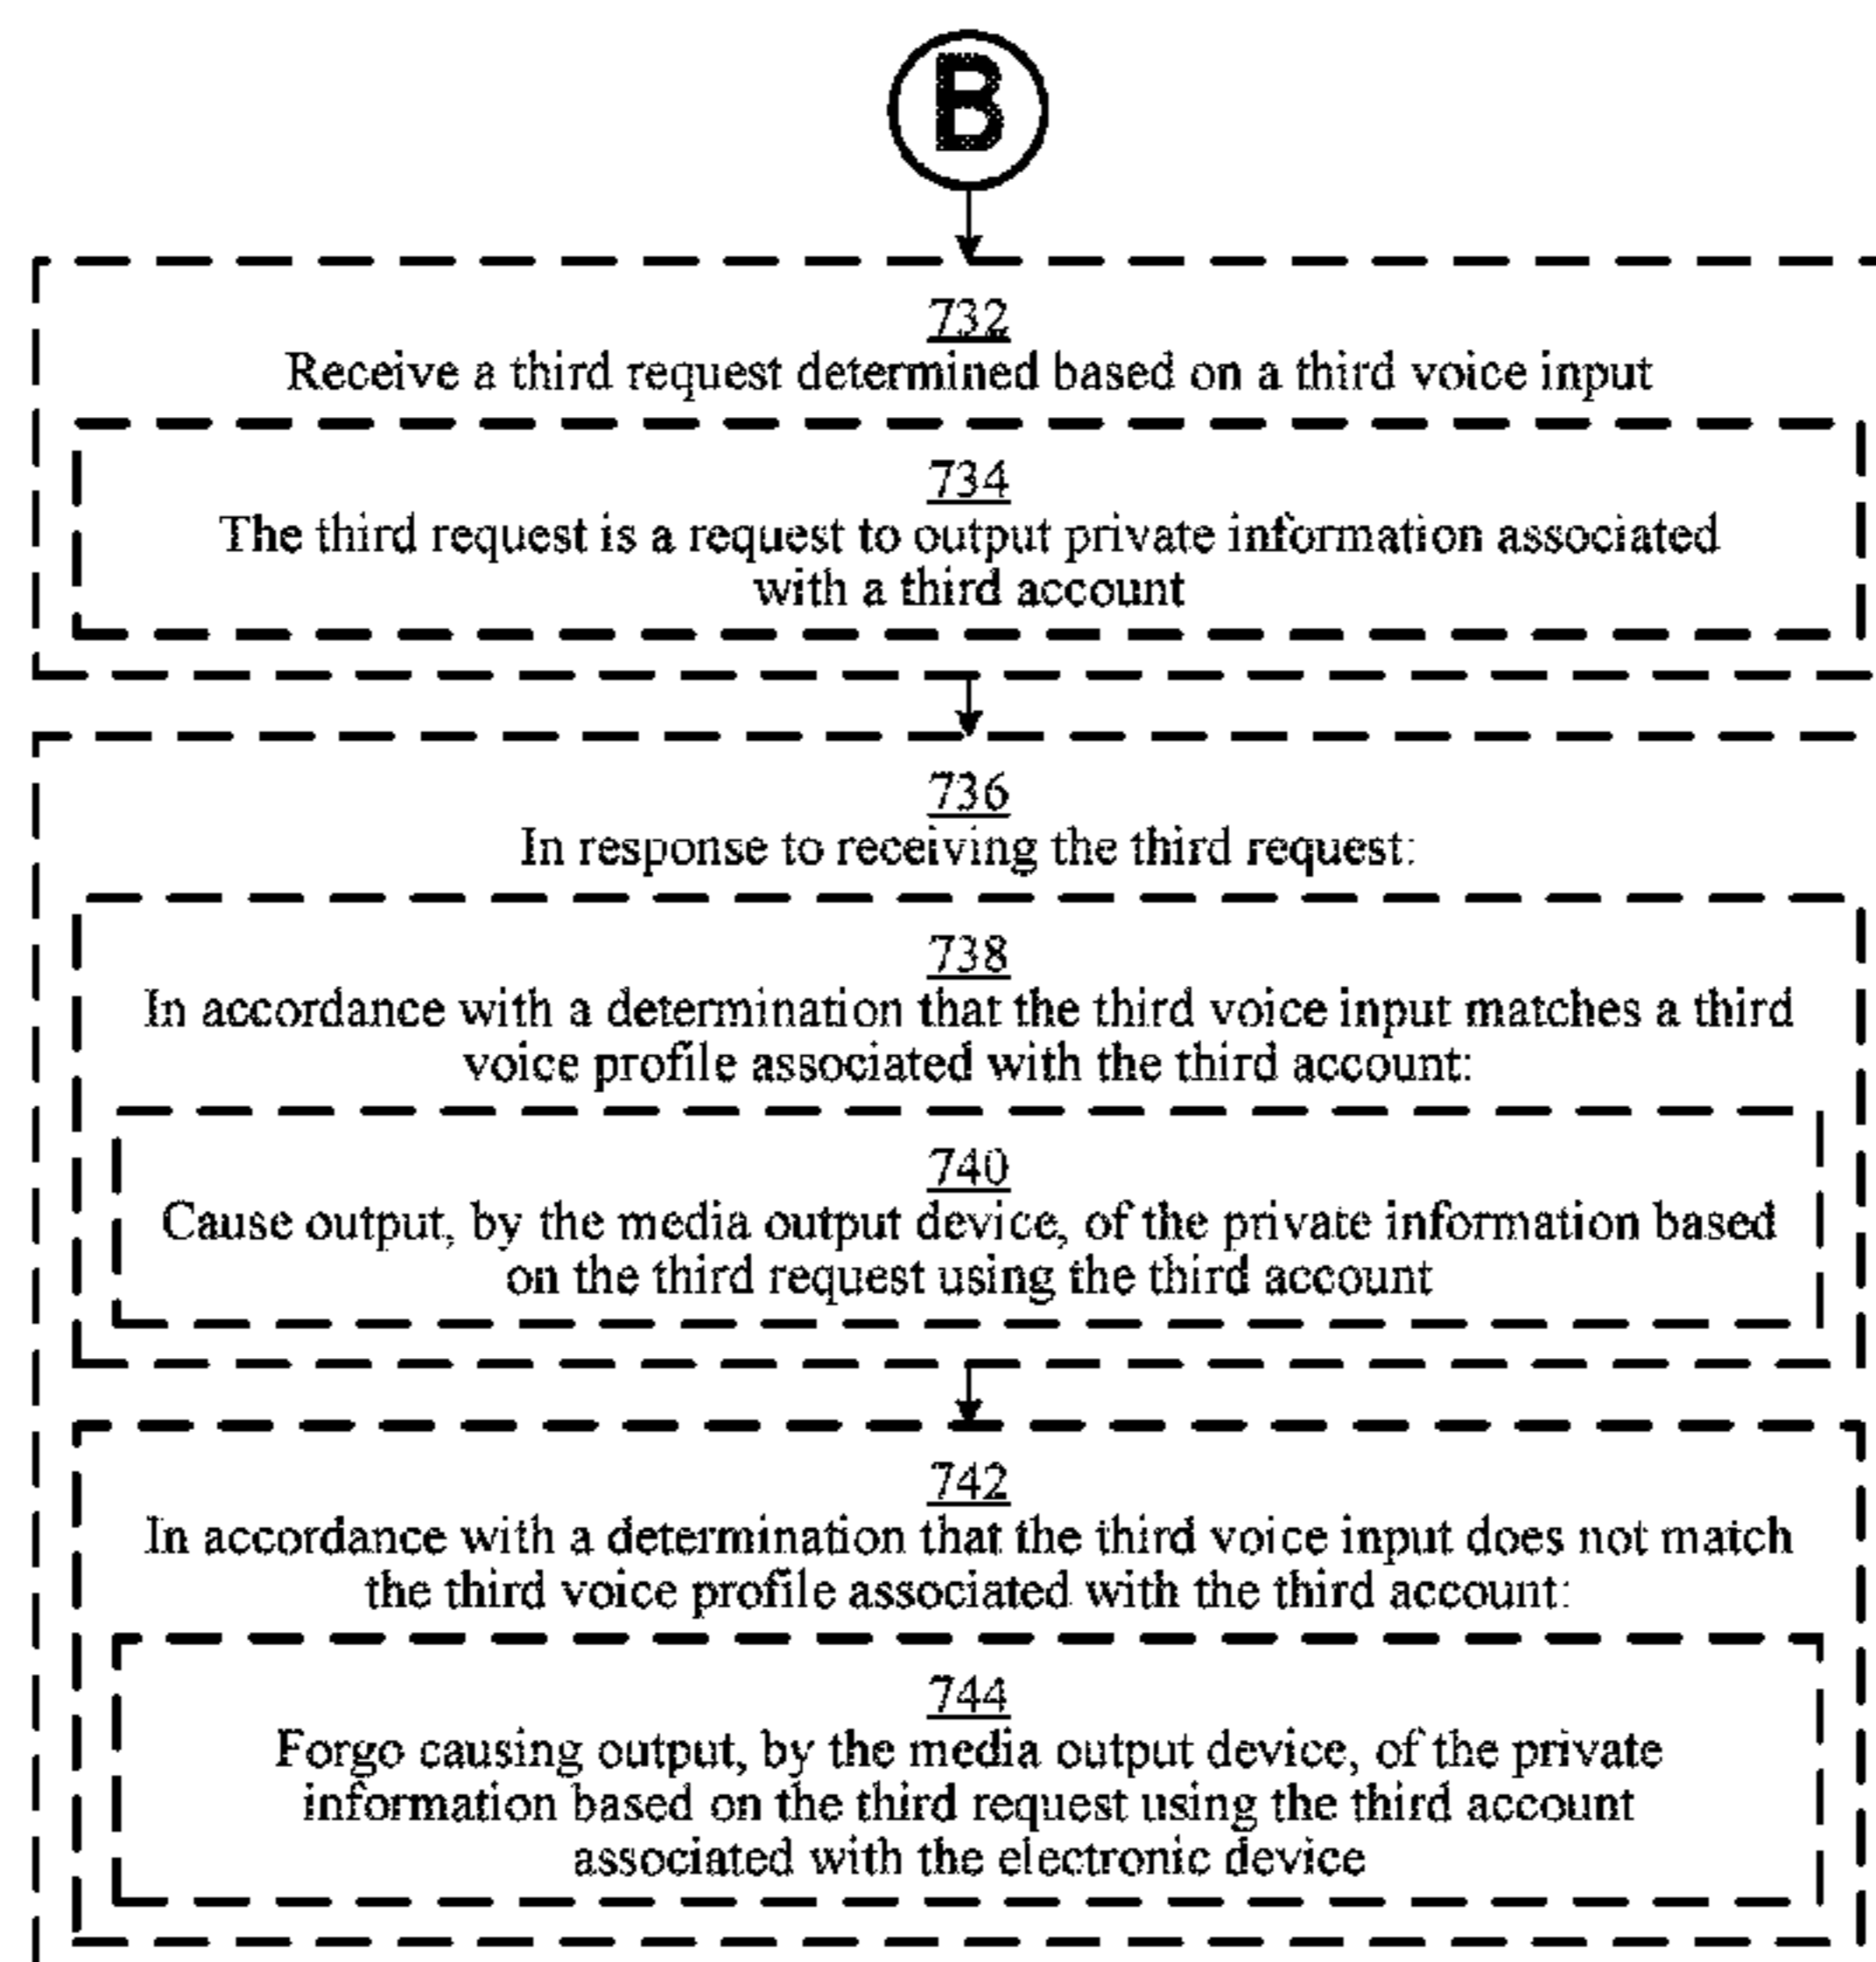 B
732
Receive a third request determined based on a third voice input
734
The third request is a request to output private information associated
with a third account
736
In response to receiving the third request:
738
In accordance with a determination that the third voice input matches a third
voice profile associated with the third account:
740
Cause output, by the media output device, of the private information based
on the third request using the third account
742
In accordance with a determination that the third voice input does not match
the third voice profile associated with the third account:
744
Forgo causing output, by the media output device, of the private
information based on the third request using the third account
associated with the electronic device